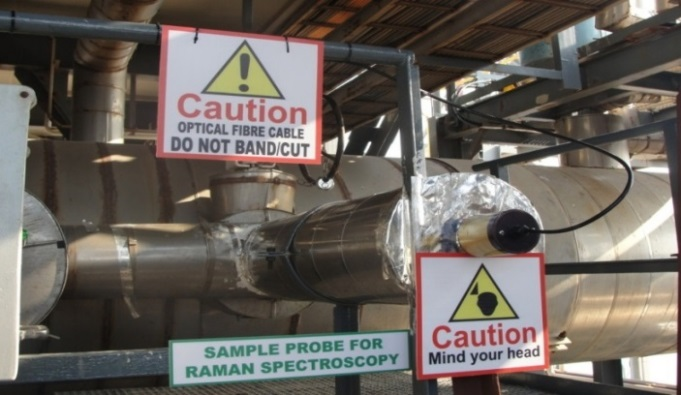 Caution
OPTICAL FIBRE CABLE
DO NOT BAND/CUT
SAMPLE PROBE FOR
RAMAN SPECTROSCOPY
Caution
Mind your head